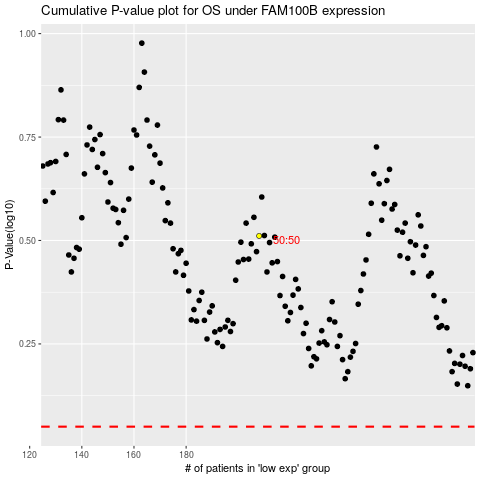 Cumulative P-value plot for OS under FAM100B expression
1.00
0.75
0.50
0.25
P-Value(log10)
50:50
120 140 160 180
# of patients in 'low exp' group